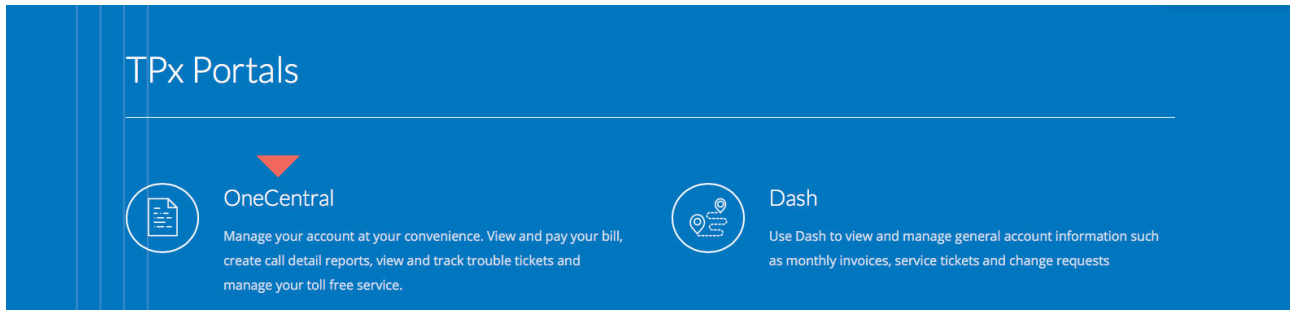 TPx Portals
OneCentral
Manage your account at your convenience. View and pay your bill,
create call detail reports, view and track trouble tickets and
manage your toll free service.
Dash
Use Dash to view and manage general account information such
as monthly invoices, service tickets and change requests